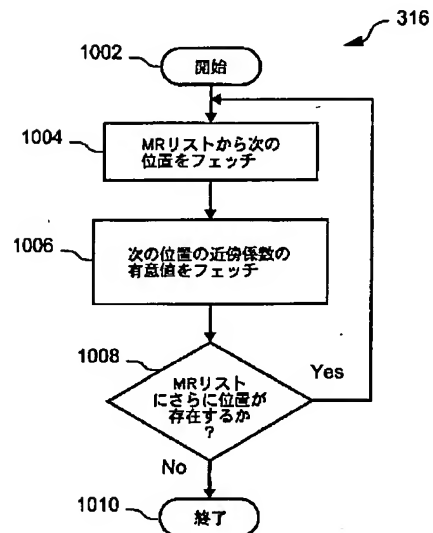 316
1002
開始
1004
MRリストから次の
位置をフェッチ
1006
次の位置の近傍係数の
有意値をフェッチ
1008
MRリスト
にさらに位置が
存在するか
?
Yes
No
1010
終了